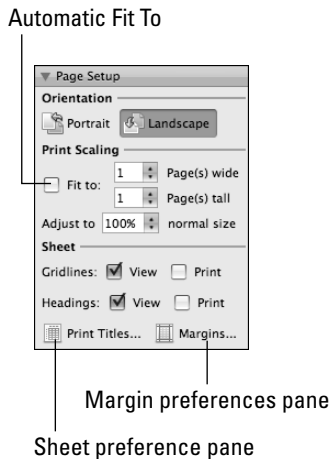 Automatic Fit To
Page Setup
Orientation
Portrait Landscape
Print Scaling
Fit to: 1 Page(s) wide
1 Page(s) tall
Adjust to 100% normal size
Sheet
Gridlines: View Print
Headings: View Print
Print Titles... Margins...
Margin preferences pane
Sheet preference pane